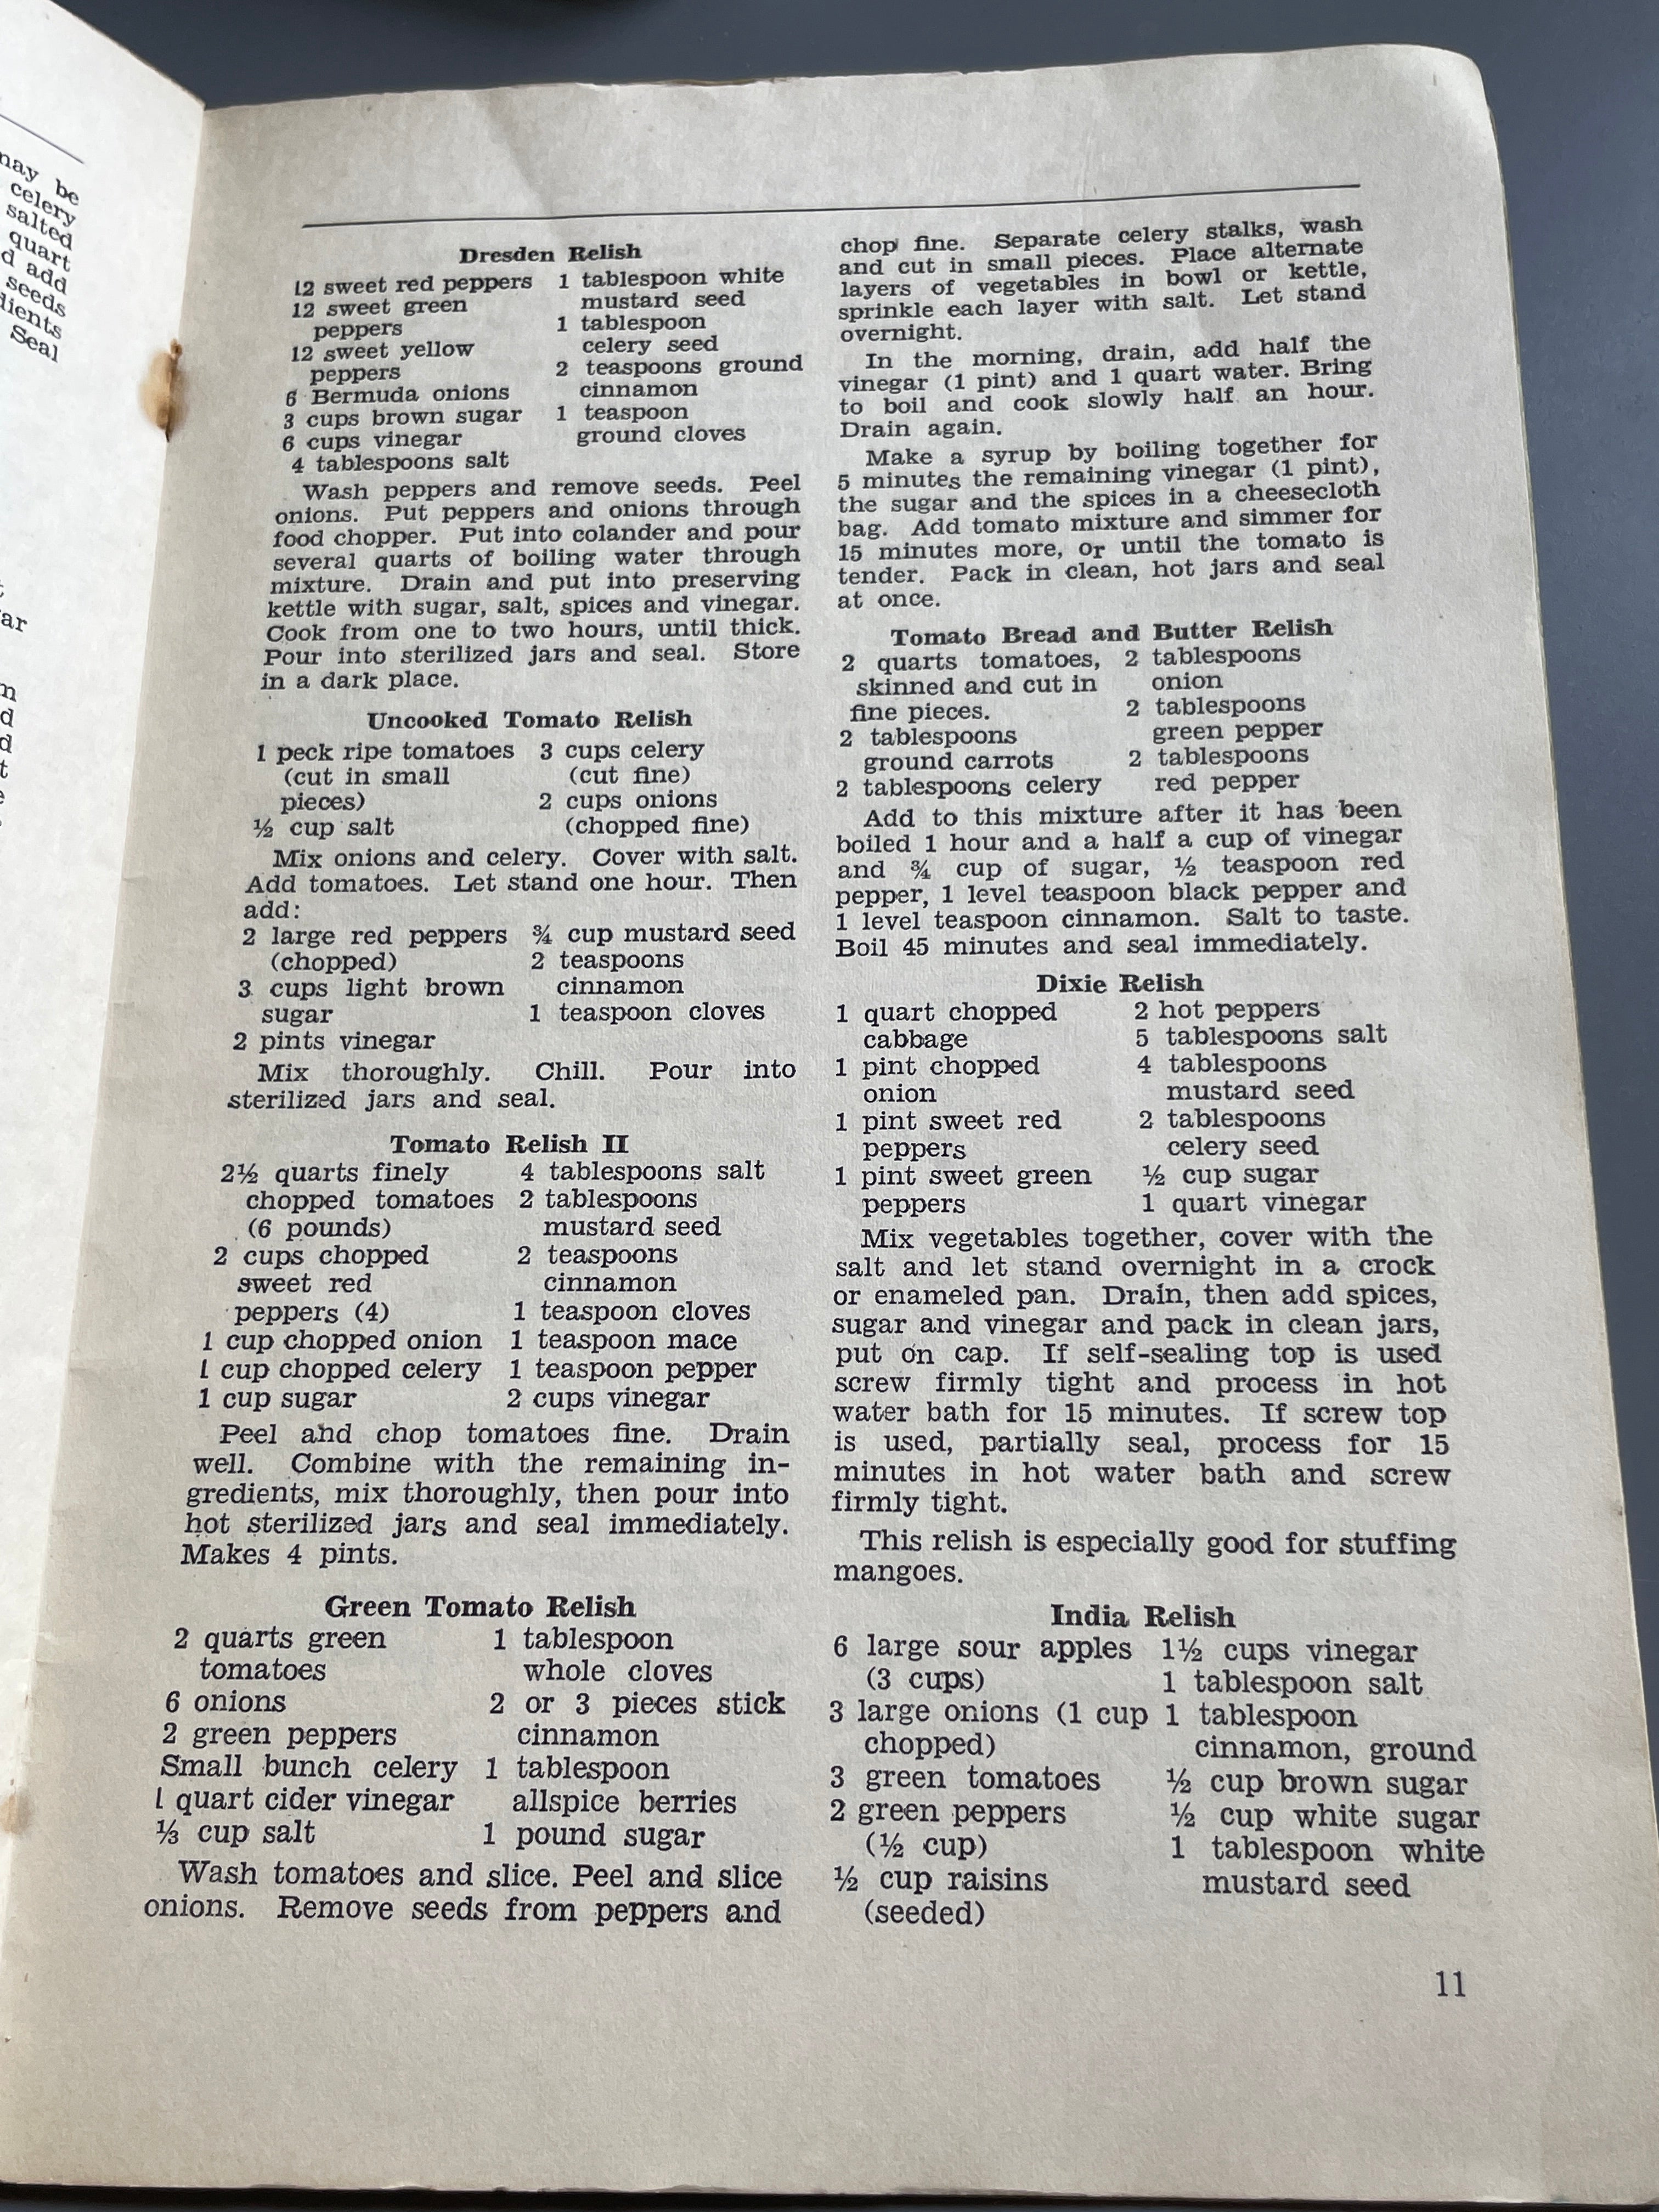 nay be
celery
salted
quart
d add
seeds
dients
Seal
ar
Dresden Relish
12 sweet red peppers
12 sweet green
peppers
12 sweet yellow
peppers
6 Bermuda onions
3 cups brown sugar
6 cups vinegar
4 tablespoons salt
1 tablespoon white
mustard seed
1 tablespoon
celery seed
2 teaspoons ground
cinnamon
1 teaspoon
ground cloves
Wash peppers and remove seeds. Peel
onions. Put peppers and onions through
food chopper. Put into colander and pour
several quarts of boiling water through
mixture. Drain and put into preserving
kettle with sugar, salt, spices and vinegar.
Cook from one to two hours, until thick.
Pour into sterilized jars and seal. Store
in a dark place.
Uncooked Tomato Relish
1 peck ripe tomatoes
(cut in small
pieces)
½ cup salt
3 cups celery
(cut fine)
2 cups onions
(chopped fine)
Mix onions and celery. Cover with salt.
Add tomatoes. Let stand one hour. Then
add:
2 large red peppers
(chopped)
3 cups light brown
sugar
2 pints vinegar
¾ cup mustard seed
2 teaspoons
cinnamon
1 teaspoon cloves
Mix thoroughly. Chill. Pour into
sterilized jars and seal.
Tomato Relish II
2½ quarts finely
chopped tomatoes
(6 pounds)
2 cups chopped
sweet red
peppers (4)
1 cup chopped onion
1 cup chopped celery
1 cup sugar
4 tablespoons salt
2 tablespoons
mustard seed
2 teaspoons
cinnamon
1 teaspoon cloves
1 teaspoon mace
1 teaspoon pepper
2 cups vinegar
Peel and chop tomatoes fine. Drain
well. Combine with the remaining in-
gredients, mix thoroughly, then pour into
hot sterilized jars and seal immediately.
Makes 4 pints.
Green Tomato Relish
2 quarts green
tomatoes
6 onions
2 green peppers
Small bunch celery
1 quart cider vinegar
⅓ cup salt
1 tablespoon
whole cloves
2 or 3 pieces stick
cinnamon
1 tablespoon
allspice berries
1 pound sugar
Wash tomatoes and slice. Peel and slice
onions. Remove seeds from peppers and
chop fine. Separate celery stalks, wash
and cut in small pieces. Place alternate
layers of vegetables in bowl or kettle,
sprinkle each layer with salt. Let stand
overnight.
In the morning, drain, add half the
vinegar (1 pint) and 1 quart water. Bring
to boil and cook slowly half an hour.
Drain again.
Make a syrup by boiling together for
5 minutes the remaining vinegar (1 pint),
the sugar and the spices in a cheesecloth
bag. Add tomato mixture and simmer for
15 minutes more, or until the tomato is
tender. Pack in clean, hot jars and seal
at once.
Tomato Bread and Butter Relish
2 quarts tomatoes,
skinned and cut in
fine pieces.
2 tablespoons
ground carrots
2 tablespoons celery
2 tablespoons
onion
2 tablespoons
green pepper
2 tablespoons
red pepper
Add to this mixture after it has been
boiled 1 hour and a half a cup of vinegar
and ¾ cup of sugar, ½ teaspoon red
pepper, 1 level teaspoon black pepper and
1 level teaspoon cinnamon. Salt to taste.
Boil 45 minutes and seal immediately.
Dixie Relish
1 quart chopped
cabbage
1 pint chopped
onion
1 pint sweet red
peppers
1 pint sweet green
peppers
2 hot peppers
5 tablespoons salt
4 tablespoons
mustard seed
2 tablespoons
celery seed
½ cup sugar
1 quart vinegar
Mix vegetables together, cover with the
salt and let stand overnight in a crock
or enameled pan. Drain, then add spices,
sugar and vinegar and pack in clean jars,
put on cap. If self-sealing top is used
screw firmly tight and process in hot
water bath for 15 minutes. If screw top
is used, partially seal, process for 15
minutes in hot water bath and screw
firmly tight.
This relish is especially good for stuffing
mangoes.
India Relish
6 large sour apples
(3 cups)
3 large onions (1 cup
chopped)
3 green tomatoes
2 green peppers
(½ cup)
½ cup raisins
(seeded)
1½ cups vinegar
1 tablespoon salt
1 tablespoon
cinnamon, ground
½ cup brown sugar
½ cup white sugar
1 tablespoon white
mustard seed
11